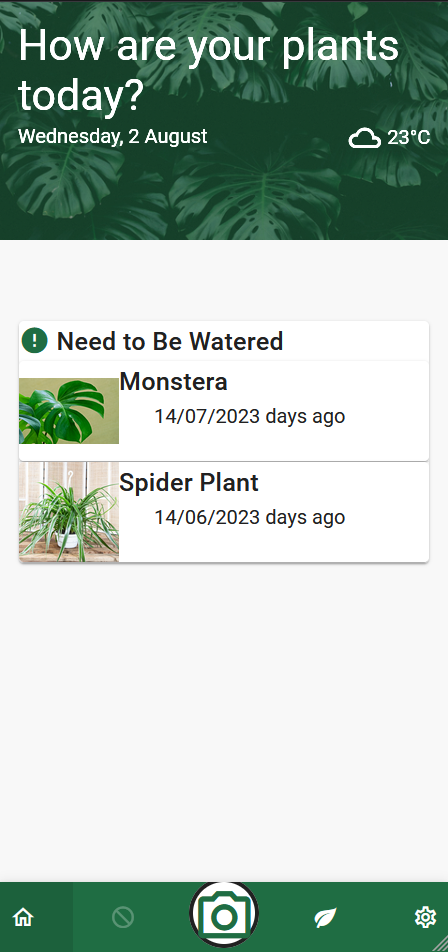 How are your plants
today?
Wednesday, 2 August
23°C
Need to Be Watered
Monstera
14/07/2023 days ago
Spider Plant
14/06/2023 days ago